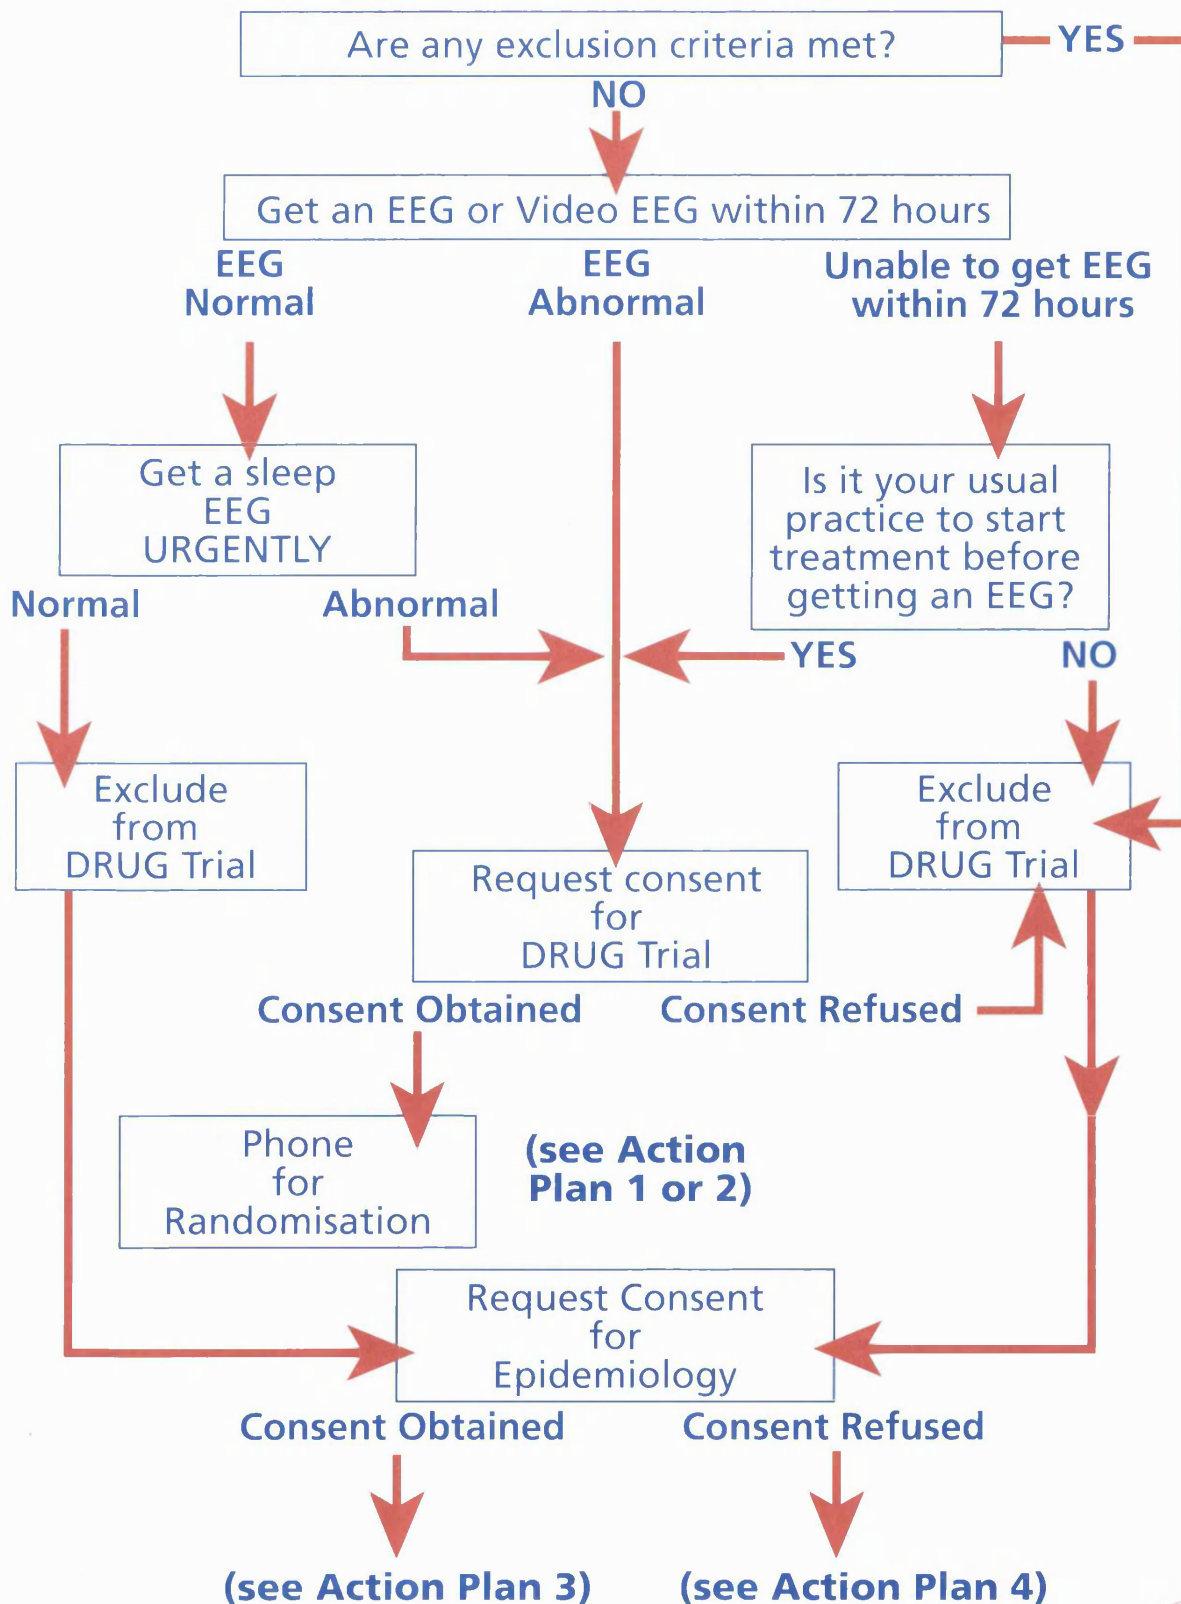 Are any exclusion criteria met?
YES
NO
Get an EEG or Video EEG within 72 hours
EEG
Normal
EEG
Abnormal
Unable to get EEG
within 72 hours
Get a sleep
EEG
URGENTLY
Is it your usual
practice to start
treatment before
getting an EEG?
Normal
Abnormal
YES
NO
Exclude
from
DRUG Trial
Request consent
for
DRUG Trial
Exclude
from
DRUG Trial
Consent Obtained
Consent Refused
Phone
for
Randomisation
(see Action
Plan 1 or 2)
Request Consent
for
Epidemiology
Consent Obtained
Consent Refused
(see Action Plan 3)
(see Action Plan 4)